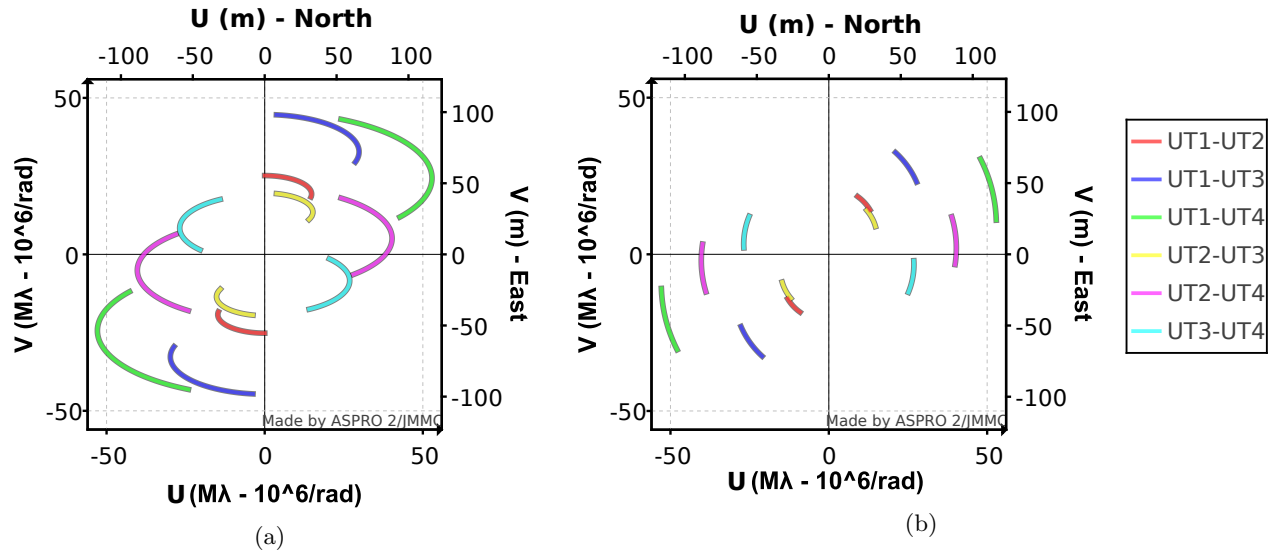 U (m) - North
-100 -50 0 50 100
50
0
-50
V (Mλ - 10^6/rad)
100
50
0
-50
-100
V (m) - East
Made by ASPRO 2/JMMC
-50 0 50
U (Mλ - 10^6/rad)
(a)
U (m) - North
-100 -50 0 50 100
50
0
-50
V (Mλ - 10^6/rad)
100
50
0
-50
-100
V (m) - East
Made by ASPRO 2/JMMC
-50 0 50
U (Mλ - 10^6/rad)
(b)
UT1-UT2
UT1-UT3
UT1-UT4
UT2-UT3
UT2-UT4
UT3-UT4